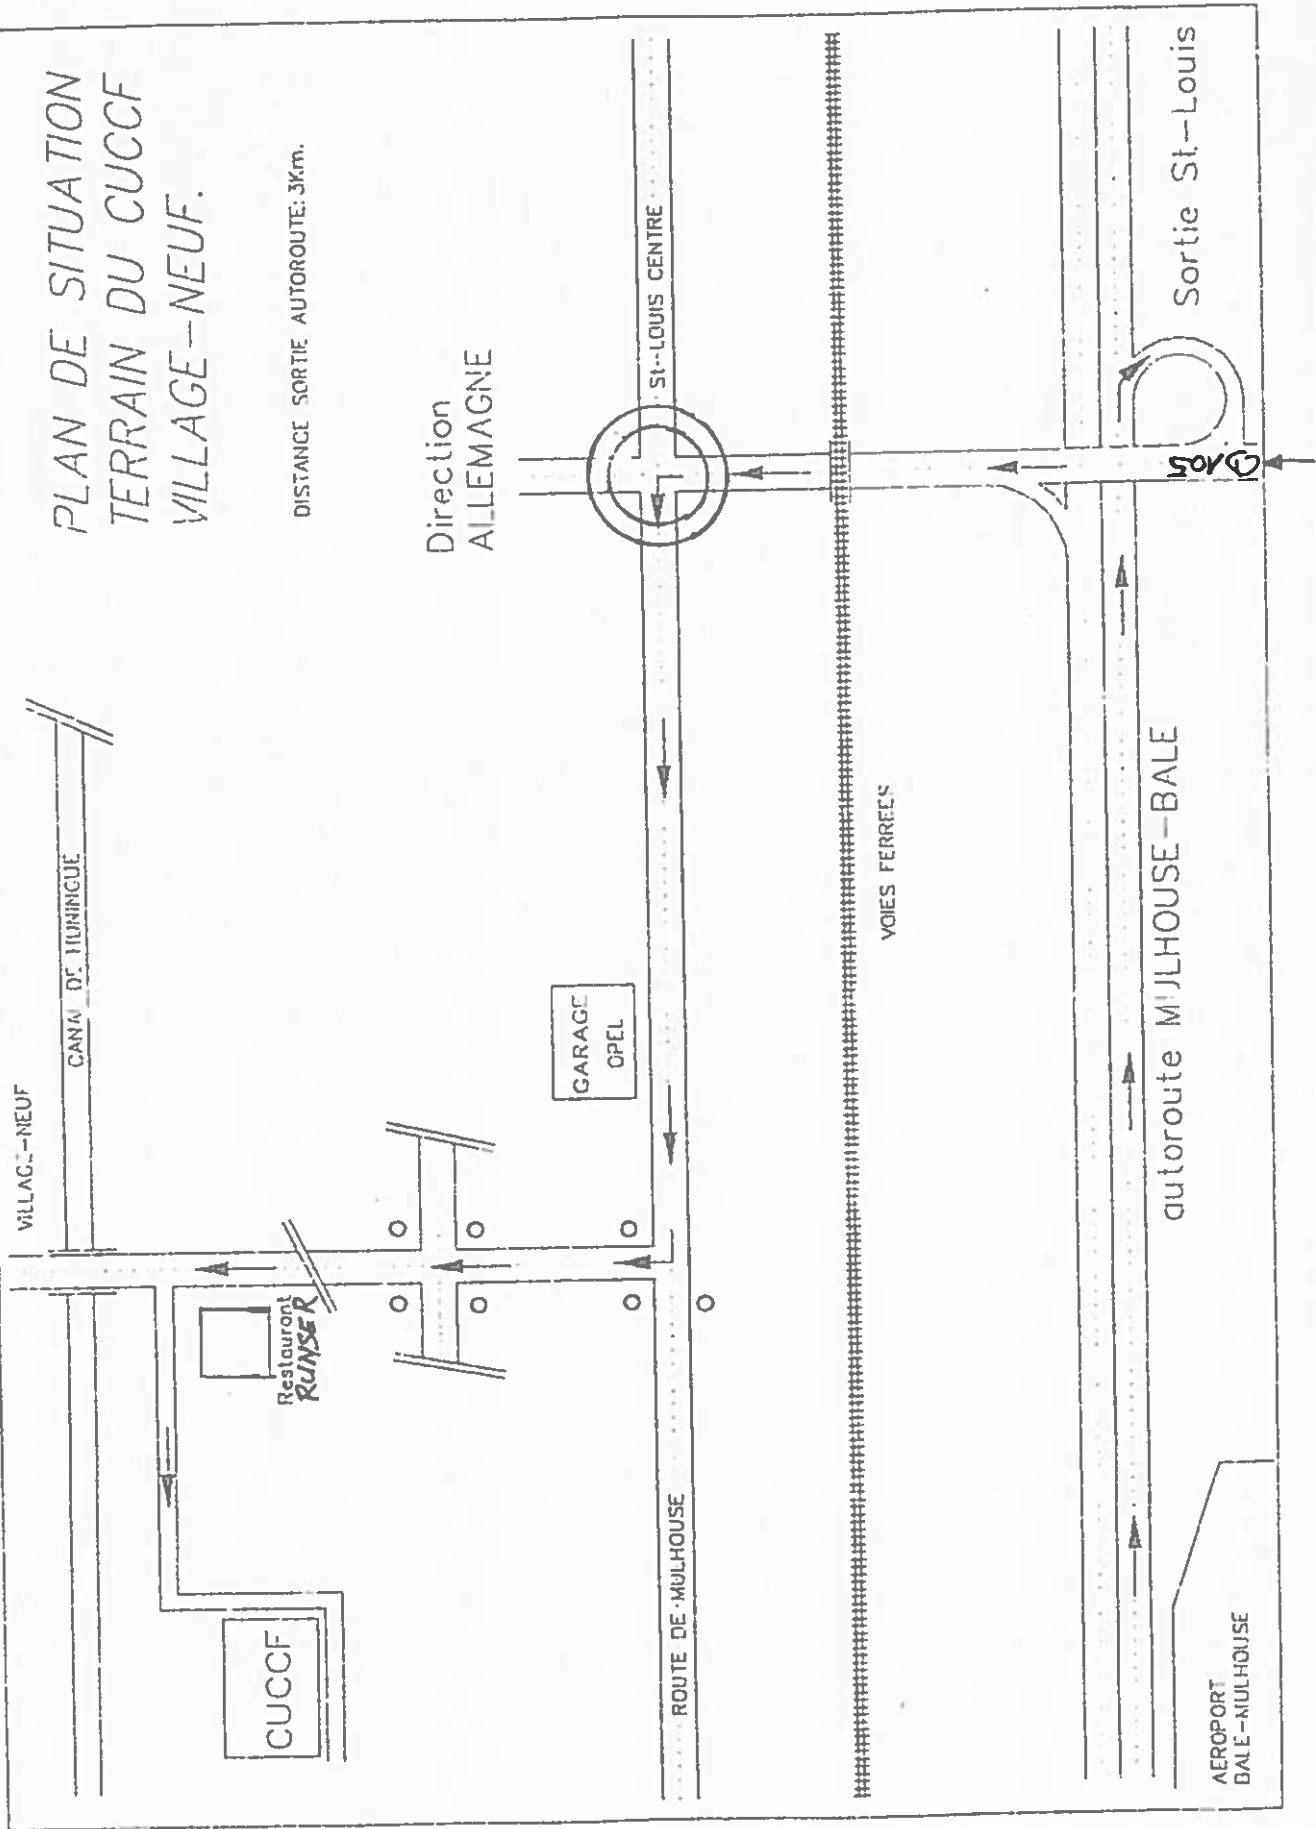 PLAN DE SITUATION
TERRAIN DU CUCCF
VILLAGE-NEUF.
DISTANCE SORTIE AUTOROUTE: 3Km.
Direction
ALLEMAGNE
VILLAGE-NEUF
CANAL DE HUNINGUE
St-LOUIS CENTRE
GARAGE
OPEL
Restaurant
RUNSER
CUCCF
ROUTE DE MULHOUSE
VOIES FERREES
Sortie St.-Louis
D105
autoroute MULHOUSE-BALE
AEROPORT
BALE-MULHOUSE